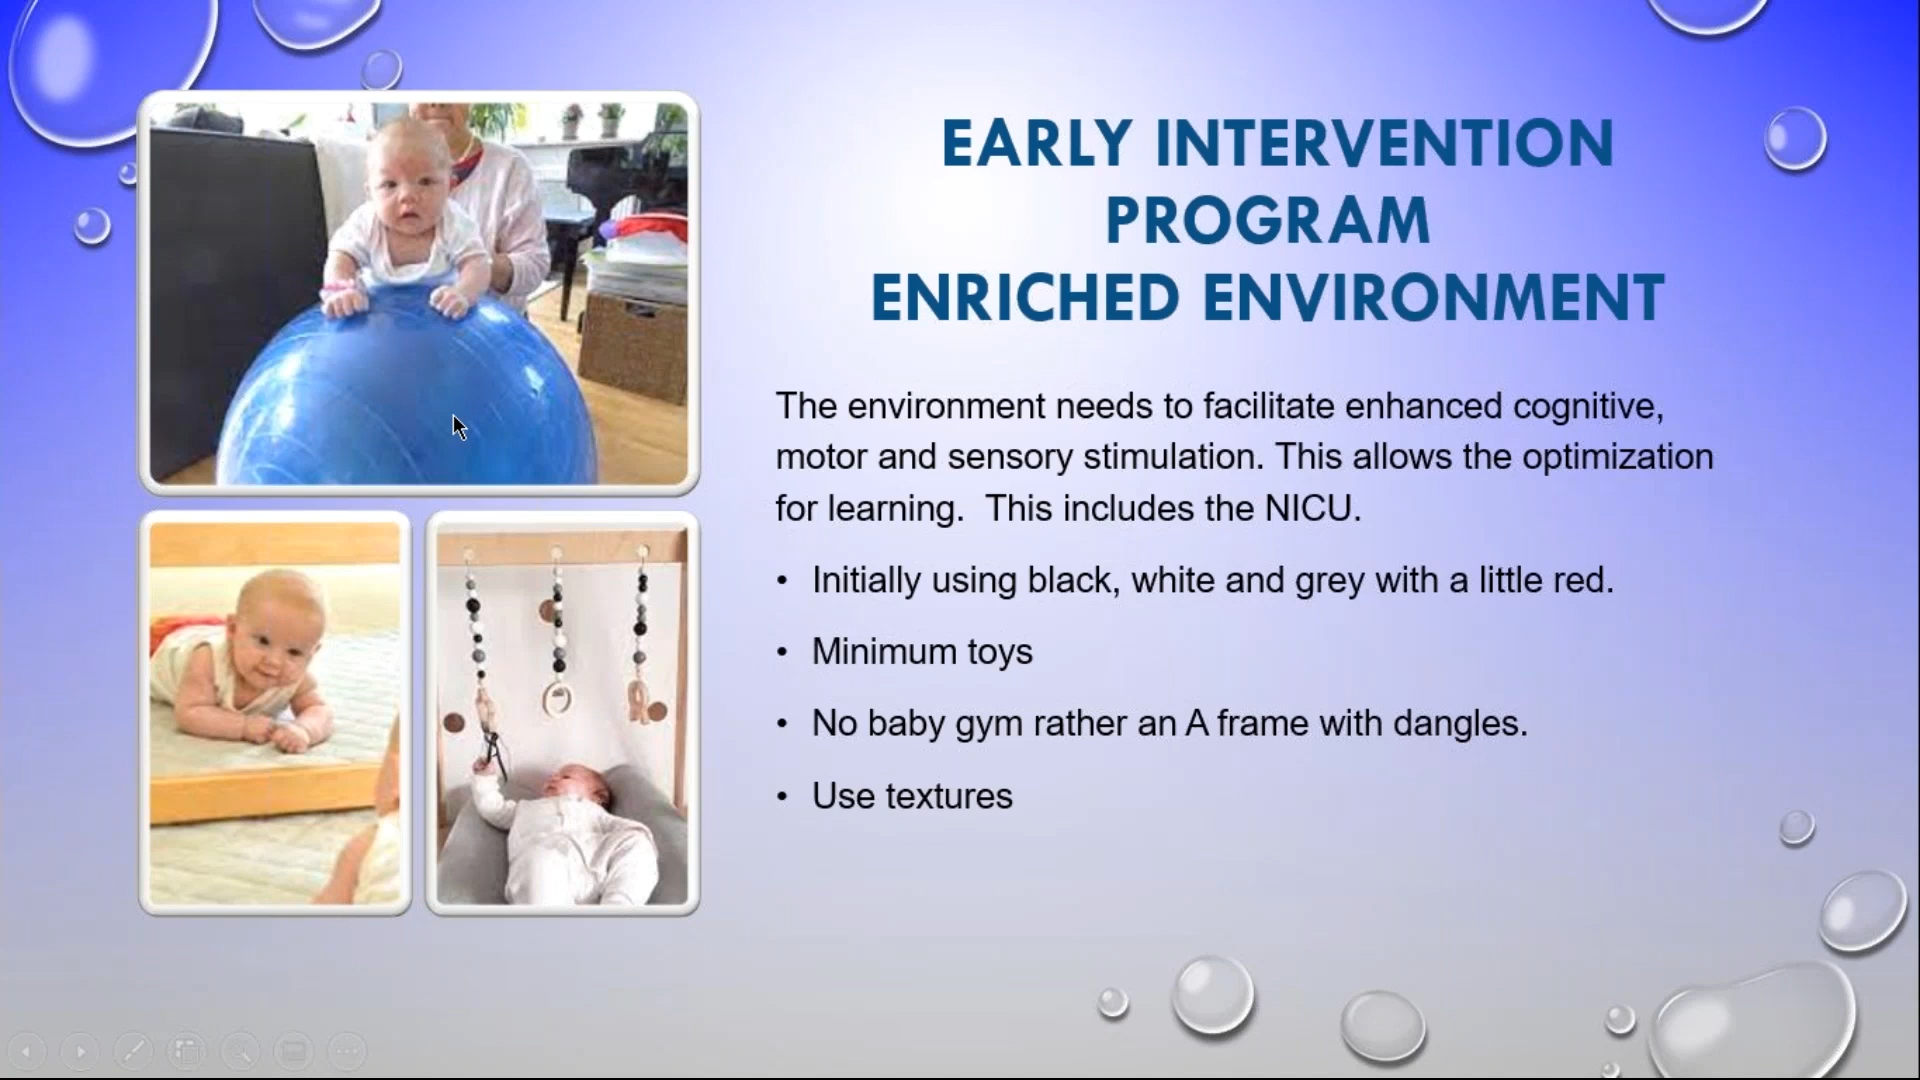 EARLY INTERVENTION
PROGRAM
ENRICHED ENVIRONMENT
The environment needs to facilitate enhanced cognitive,
motor and sensory stimulation. This allows the optimization
for learning.  This includes the NICU.
• Initially using black, white and grey with a little red.
• Minimum toys
• No baby gym rather an A frame with dangles.
• Use textures